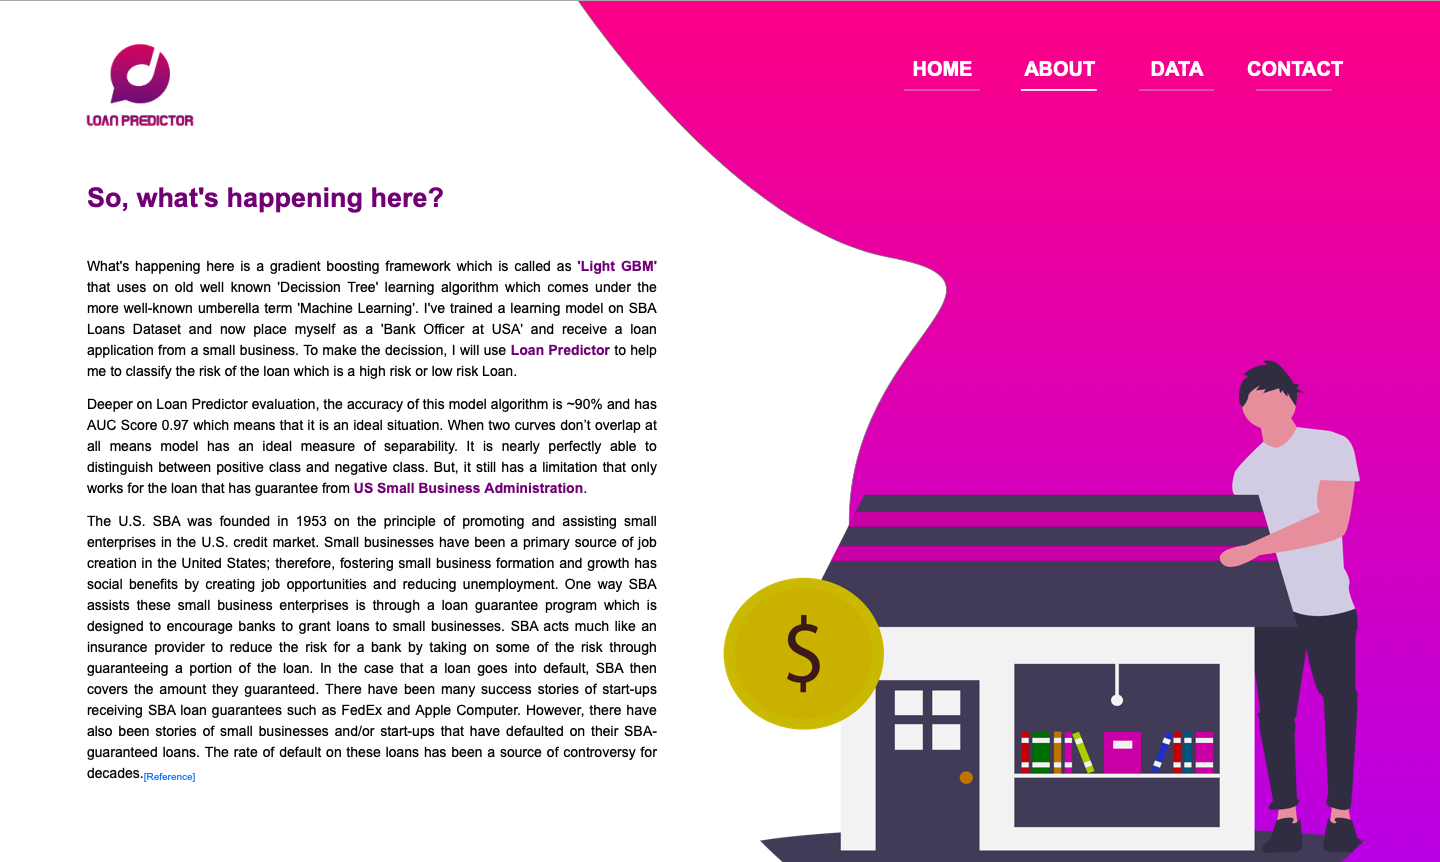 LOAN PREDICTOR
HOME ABOUT DATA CONTACT
So, what's happening here?
What's happening here is a gradient boosting framework which is called as 'Light GBM'
that uses on old well known 'Decission Tree' learning algorithm which comes under the
more well-known umberella term 'Machine Learning'. I've trained a learning model on SBA
Loans Dataset and now place myself as a 'Bank Officer at USA' and receive a loan
application from a small business. To make the decission, I will use Loan Predictor to help
me to classify the risk of the loan which is a high risk or low risk Loan.
Deeper on Loan Predictor evaluation, the accuracy of this model algorithm is ~90% and has
AUC Score 0.97 which means that it is an ideal situation. When two curves don’t overlap at
all means model has an ideal measure of separability. It is nearly perfectly able to
distinguish between positive class and negative class. But, it still has a limitation that only
works for the loan that has guarantee from US Small Business Administration.
The U.S. SBA was founded in 1953 on the principle of promoting and assisting small
enterprises in the U.S. credit market. Small businesses have been a primary source of job
creation in the United States; therefore, fostering small business formation and growth has
social benefits by creating job opportunities and reducing unemployment. One way SBA
assists these small business enterprises is through a loan guarantee program which is
designed to encourage banks to grant loans to small businesses. SBA acts much like an
insurance provider to reduce the risk for a bank by taking on some of the risk through
guaranteeing a portion of the loan. In the case that a loan goes into default, SBA then
covers the amount they guaranteed. There have been many success stories of start-ups
receiving SBA loan guarantees such as FedEx and Apple Computer. However, there have
also been stories of small businesses and/or start-ups that have defaulted on their SBA-
guaranteed loans. The rate of default on these loans has been a source of controversy for
decades.[Reference]
$